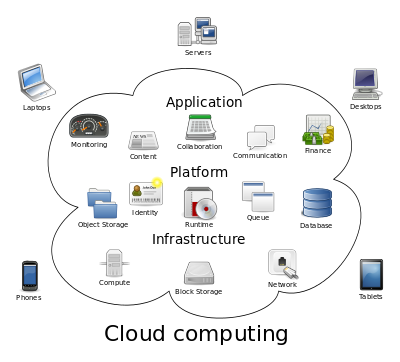 Servers
Laptops
Desktops
Application
Monitoring
Content
Collaboration
Communication
Finance
Platform
Object Storage
Identity
Runtime
Queue
Database
Infrastructure
Compute
Block Storage
Network
Phones
Tablets
Cloud computing